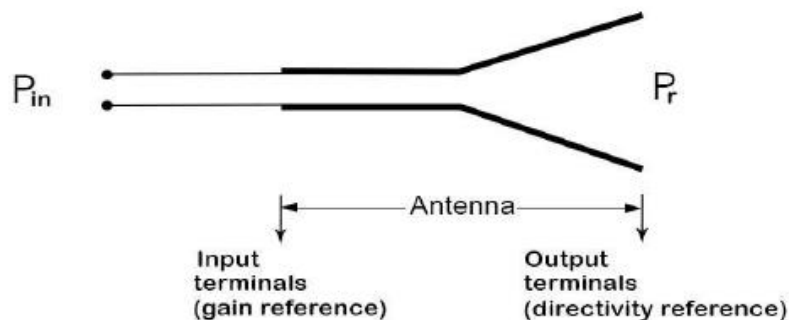 Pin
Pr
Antenna
Input
terminals
(gain reference)
Output
terminals
(directivity reference)